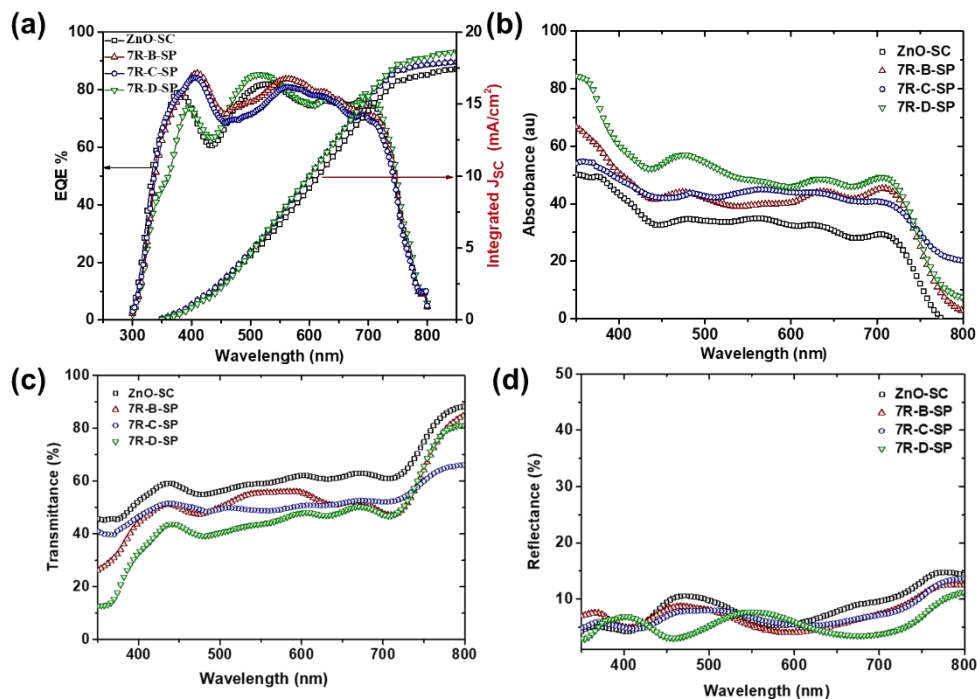 (a)
100
80
60
40
20
0
EQE %
ZnO-SC
7R-B-SP
7R-C-SP
7R-D-SP
20
15
10
5
0
Integrated JSC (mA/cm²)
300 400 500 600 700 800
Wavelength (nm)
(b)
100
80
60
40
20
0
Absorbance (au)
ZnO-SC
7R-B-SP
7R-C-SP
7R-D-SP
400 500 600 700 800
Wavelength (nm)
(c)
100
80
60
40
20
0
Transmittance (%)
ZnO-SC
7R-B-SP
7R-C-SP
7R-D-SP
400 500 600 700 800
Wavelength (nm)
(d)
50
40
30
20
10
0
Reflectance (%)
ZnO-SC
7R-B-SP
7R-C-SP
7R-D-SP
400 500 600 700 800
Wavelength (nm)